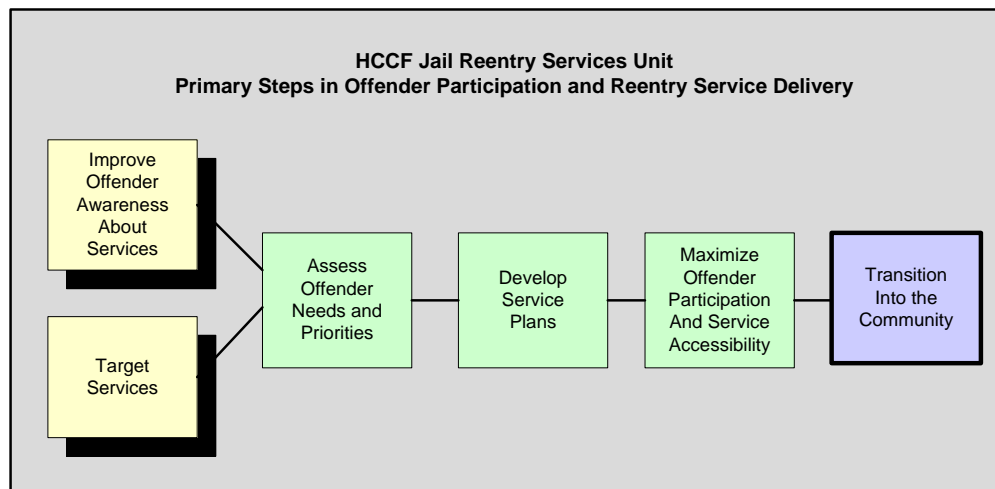 HCCF Jail Reentry Services Unit
Primary Steps in Offender Participation and Reentry Service Delivery
Improve
Offender
Awareness
About
Services
Target
Services
Assess
Offender
Needs and
Priorities
Develop
Service
Plans
Maximize
Offender
Participation
And Service
Accessibility
Transition
Into the
Community